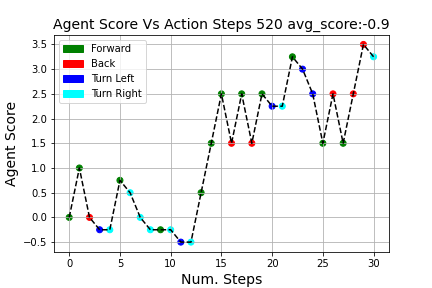 Agent Score Vs Action Steps 520 avg_score:-0.9
Forward
Back
Turn Left
Turn Right
Agent Score
3.5
3.0
2.5
2.0
1.5
1.0
0.5
0.0
−0.5
0 5 10 15 20 25 30
Num. Steps